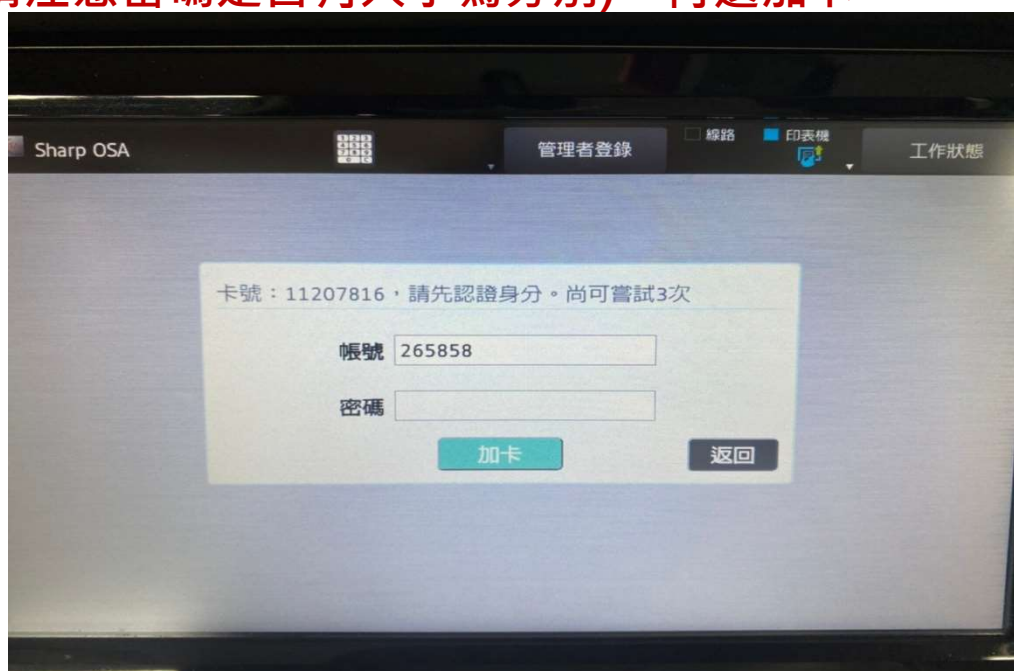 Sharp OSA
管理者登錄
線路
印表機
工作狀態
卡號：11207816，請先認證身分。尚可嘗試3次
帳號 265858
密碼
加卡
返回